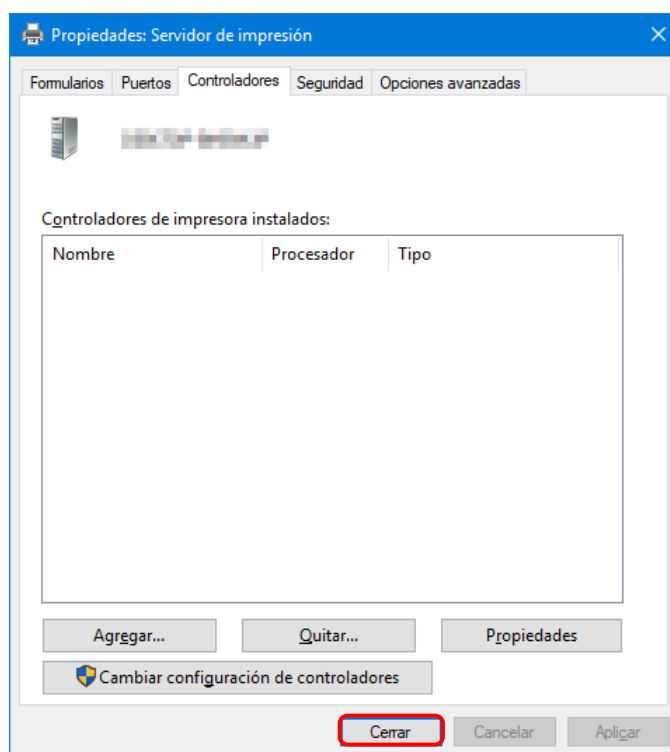 Propiedades: Servidor de impresión
Formularios Puertos Controladores Seguridad Opciones avanzadas
Controladores de impresora instalados:
Nombre Procesador Tipo
Agregar... Quitar... Propiedades
Cambiar configuración de controladores
Cerrar Cancelar Aplicar